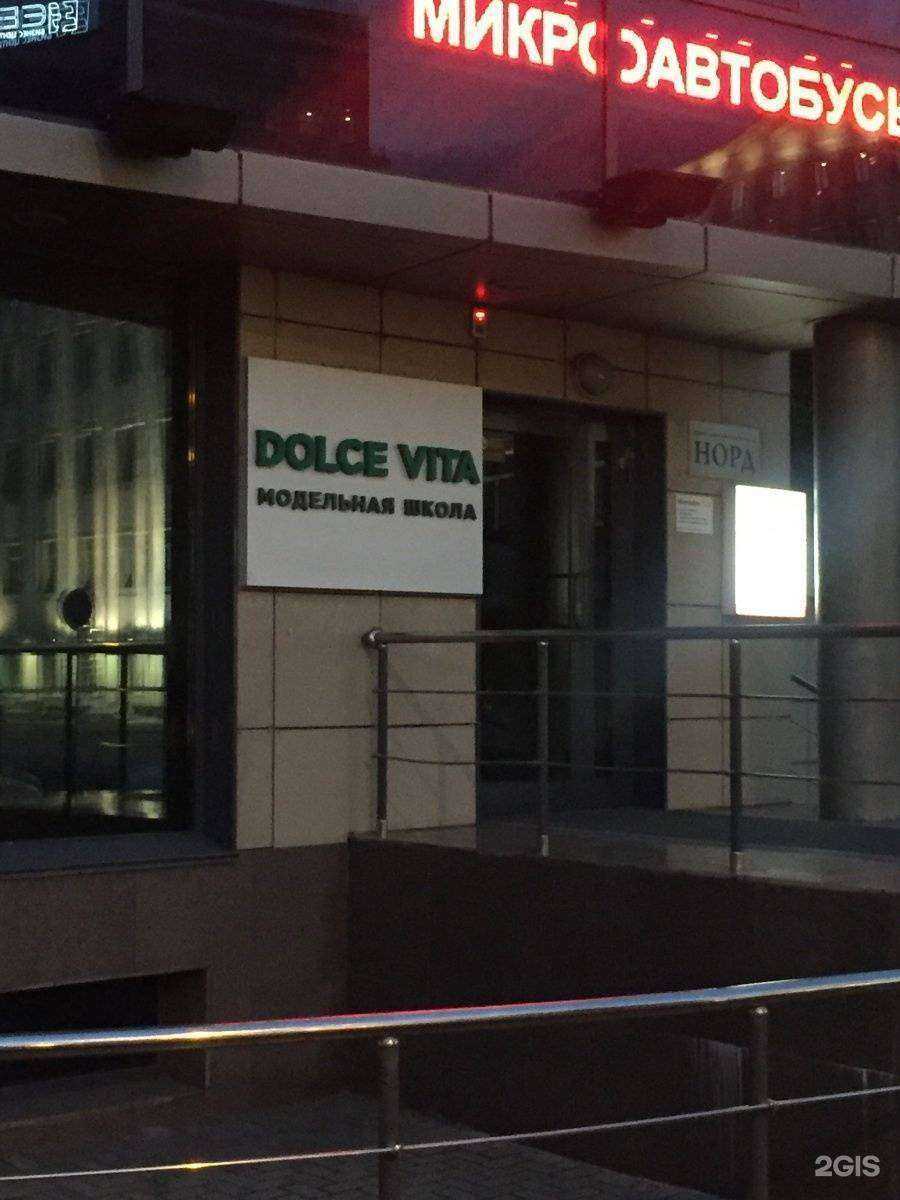 МИКРОАВТОБУСЫ
DOLCE VITA
МОДЕЛЬНАЯ ШКОЛА
НОРД
2GIS